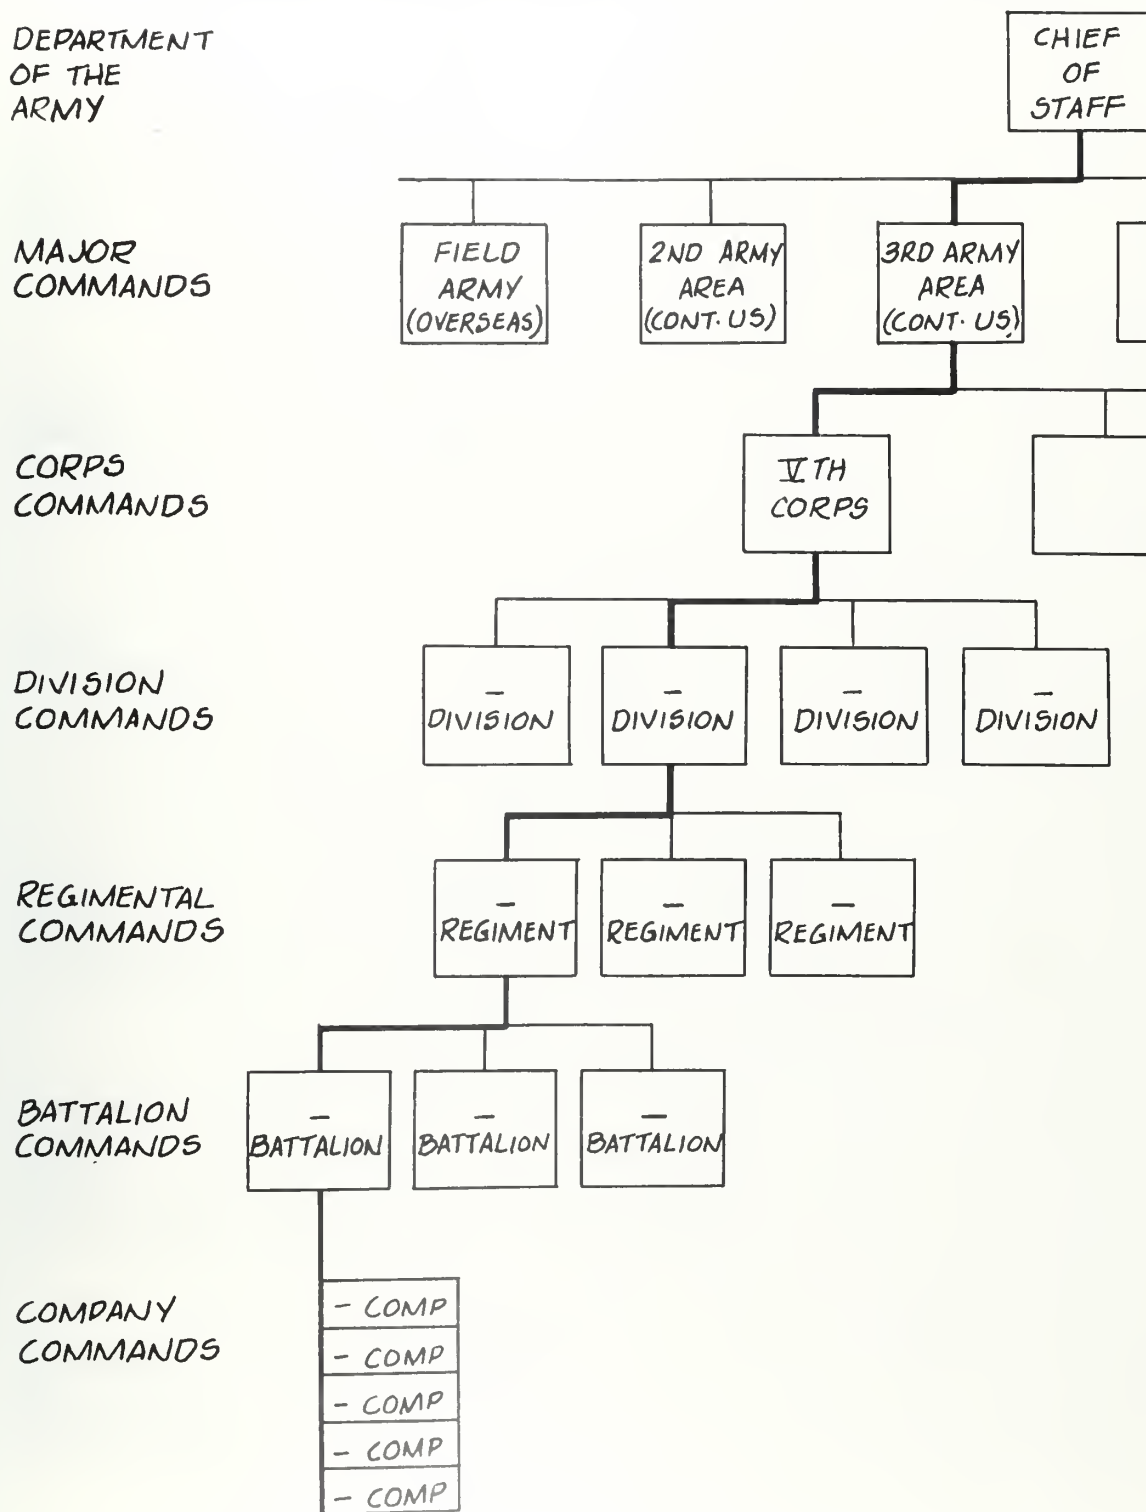 DEPARTMENT
OF THE
ARMY
CHIEF
OF
STAFF
MAJOR
COMMANDS
FIELD
ARMY
(OVERSEAS)
2ND ARMY
AREA
(CONT. US)
3RD ARMY
AREA
(CONT. US)
CORPS
COMMANDS
VTH
CORPS
DIVISION
COMMANDS
–
DIVISION
–
DIVISION
–
DIVISION
–
DIVISION
REGIMENTAL
COMMANDS
–
REGIMENT
–
REGIMENT
–
REGIMENT
BATTALION
COMMANDS
–
BATTALION
–
BATTALION
–
BATTALION
COMPANY
COMMANDS
– COMP
– COMP
– COMP
– COMP
– COMP